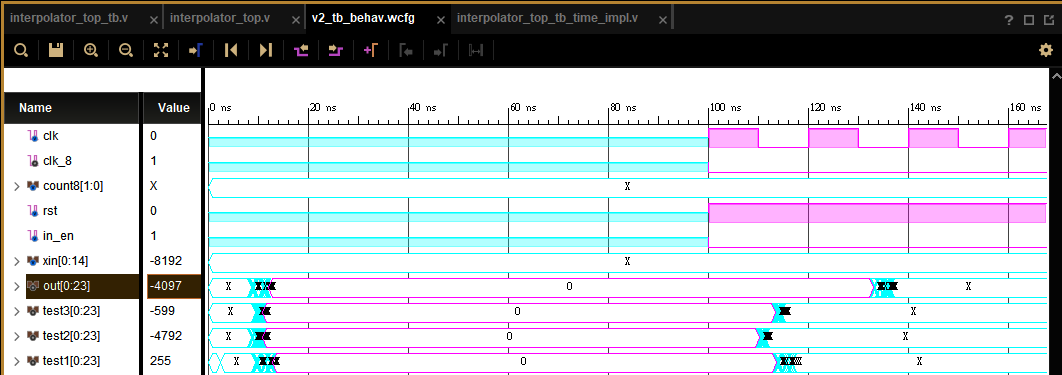 interpolator_top_tb.v × interpolator_top.v × v2_tb_behav.wcfg × interpolator_top_tb_time_impl.v ×
Name Value
0 ns 20 ns 40 ns 60 ns 80 ns 100 ns 120 ns 140 ns 160 ns
clk 0
clk_8 1
count8[1:0] X X
rst 0
in_en 1
xin[0:14] -8192 X
out[0:23] -4097 X 0 X
test3[0:23] -599 X 0 X
test2[0:23] -4792 X 0 X
test1[0:23] 255 X 0 X